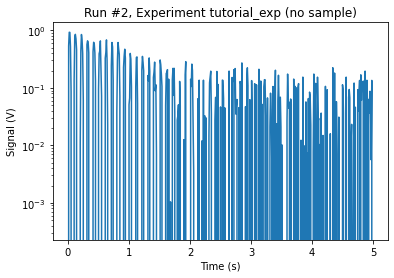 Run #2, Experiment tutorial_exp (no sample)
Signal (V)
10⁰
10⁻¹
10⁻²
10⁻³
0 1 2 3 4 5
Time (s)